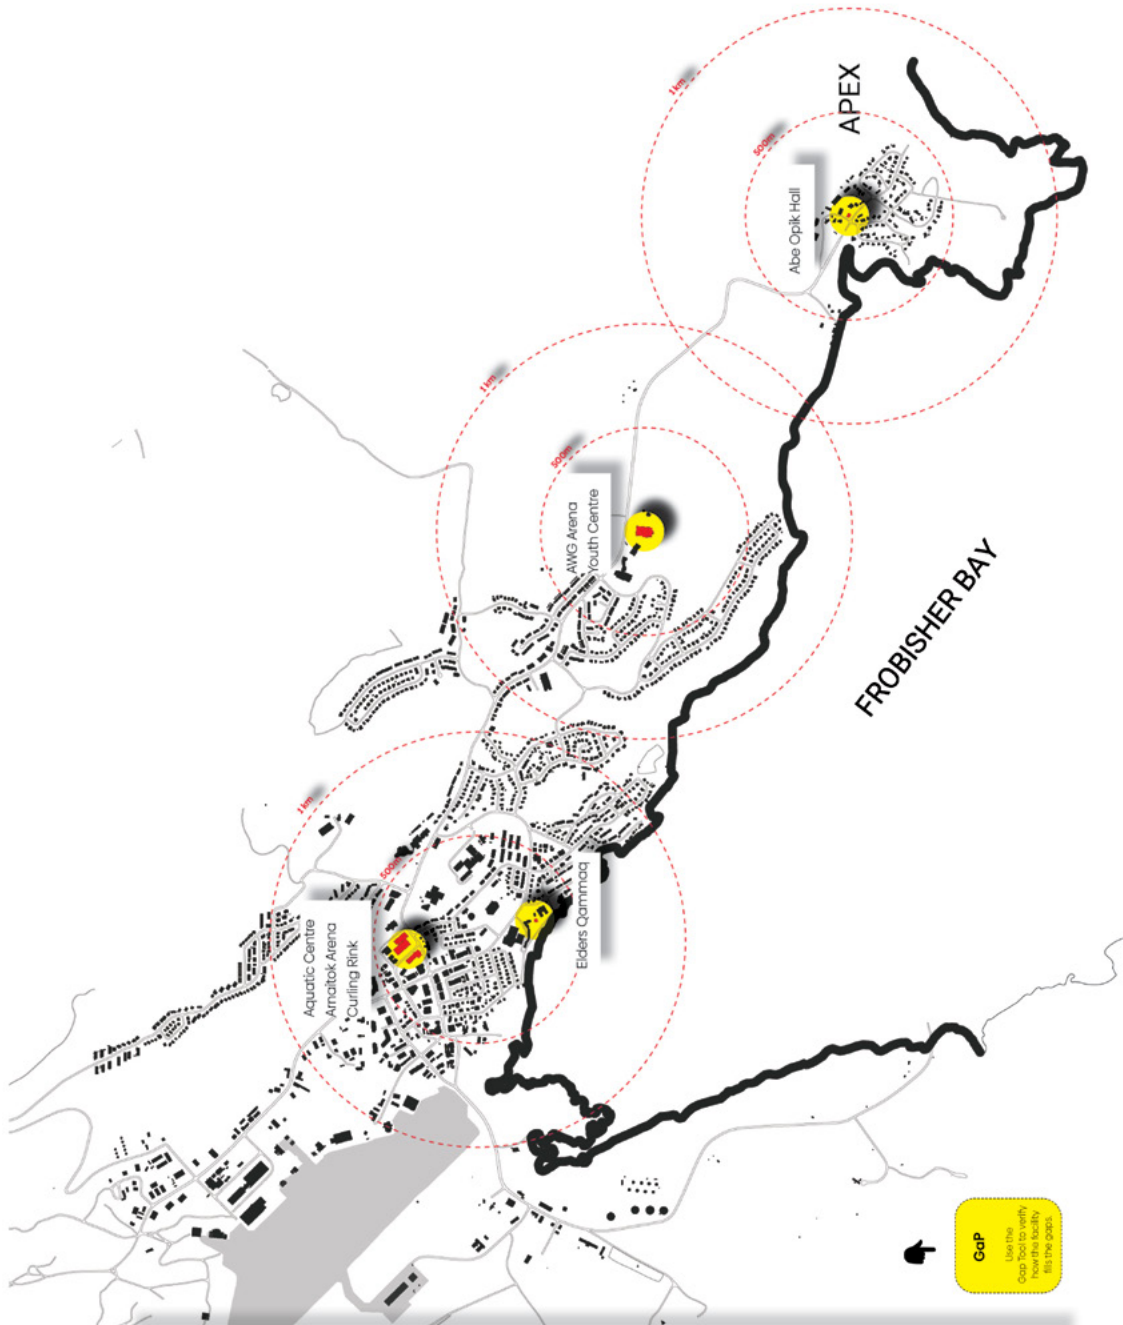 1km
500m
APEX
Abe Opik Hall
1km
500m
AWG Arena
Youth Centre
FROBISHER BAY
1km
500m
Aquatic Centre
Arnaitok Arena
Curling Rink
Elders Qammaq
GaP
Use the
Gap Tool to verify
how the facility
fills the gaps.